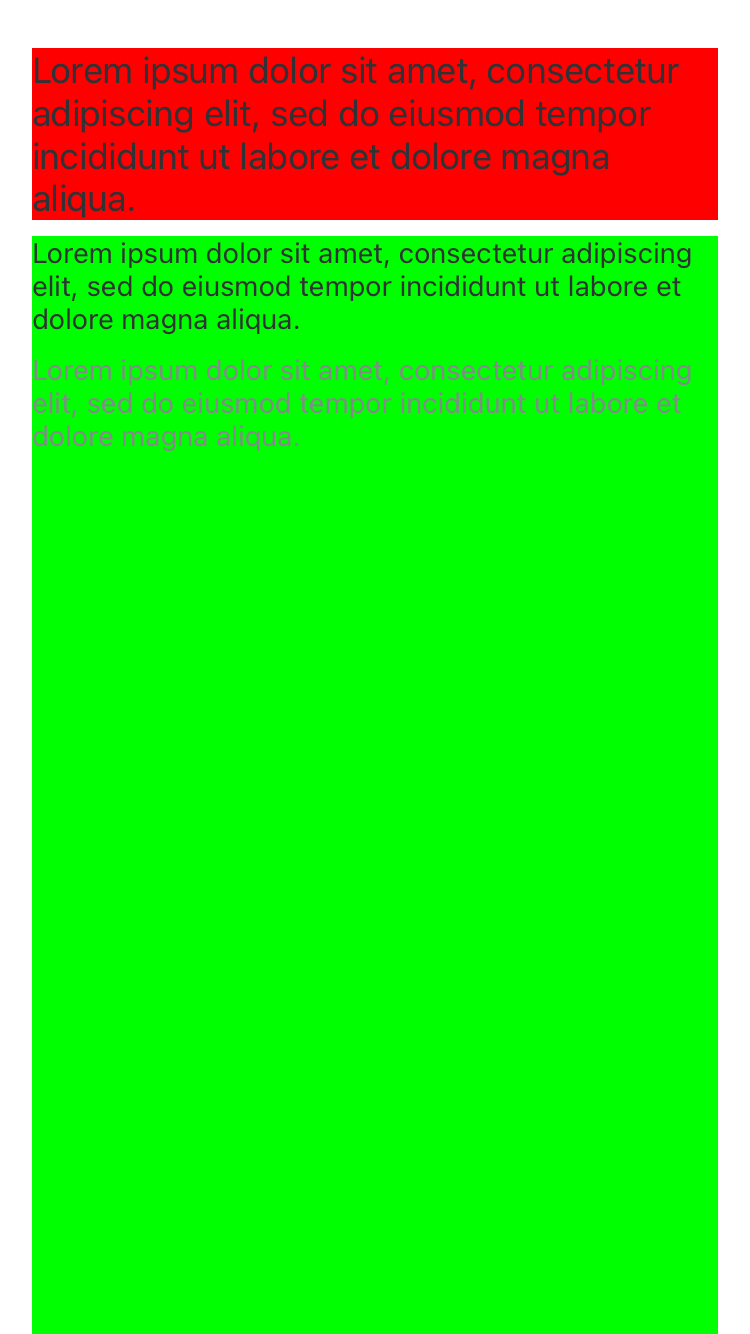 Lorem ipsum dolor sit amet, consectetur
adipiscing elit, sed do eiusmod tempor
incididunt ut labore et dolore magna
aliqua.
Lorem ipsum dolor sit amet, consectetur adipiscing
elit, sed do eiusmod tempor incididunt ut labore et
dolore magna aliqua.
Lorem ipsum dolor sit amet, consectetur adipiscing
elit, sed do eiusmod tempor incididunt ut labore et
dolore magna aliqua.